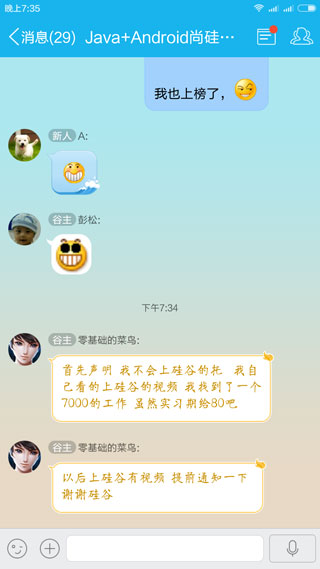 晚上7:35
消息(29) Java+Android尚硅…
我也上榜了，
新人 A:
谷主 彭松:
下午7:34
谷主 零基础的菜鸟:
首先声明 我不会上硅谷的托 我自
己看的上硅谷的视频 我找到了一个
7000的工作 虽然实习期给80吧
谷主 零基础的菜鸟:
以后上硅谷有视频 提前通知一下
谢谢硅谷